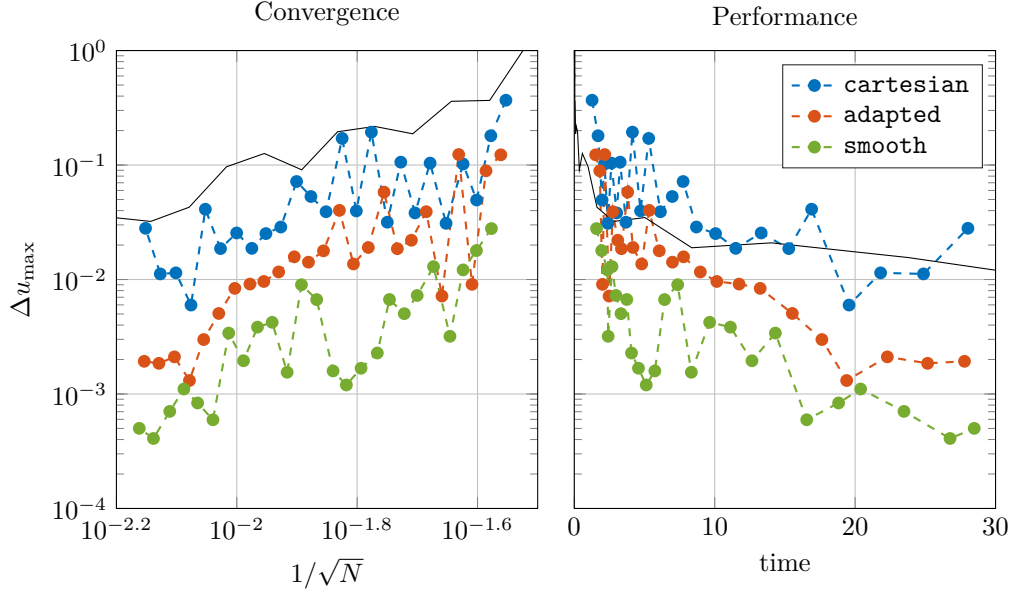 Convergence
Performance
Δu_max
10^0
10^−1
10^−2
10^−3
10^−4
10^−2.2
10^−2
10^−1.8
10^−1.6
1/√N
cartesian
adapted
smooth
0
10
20
30
time